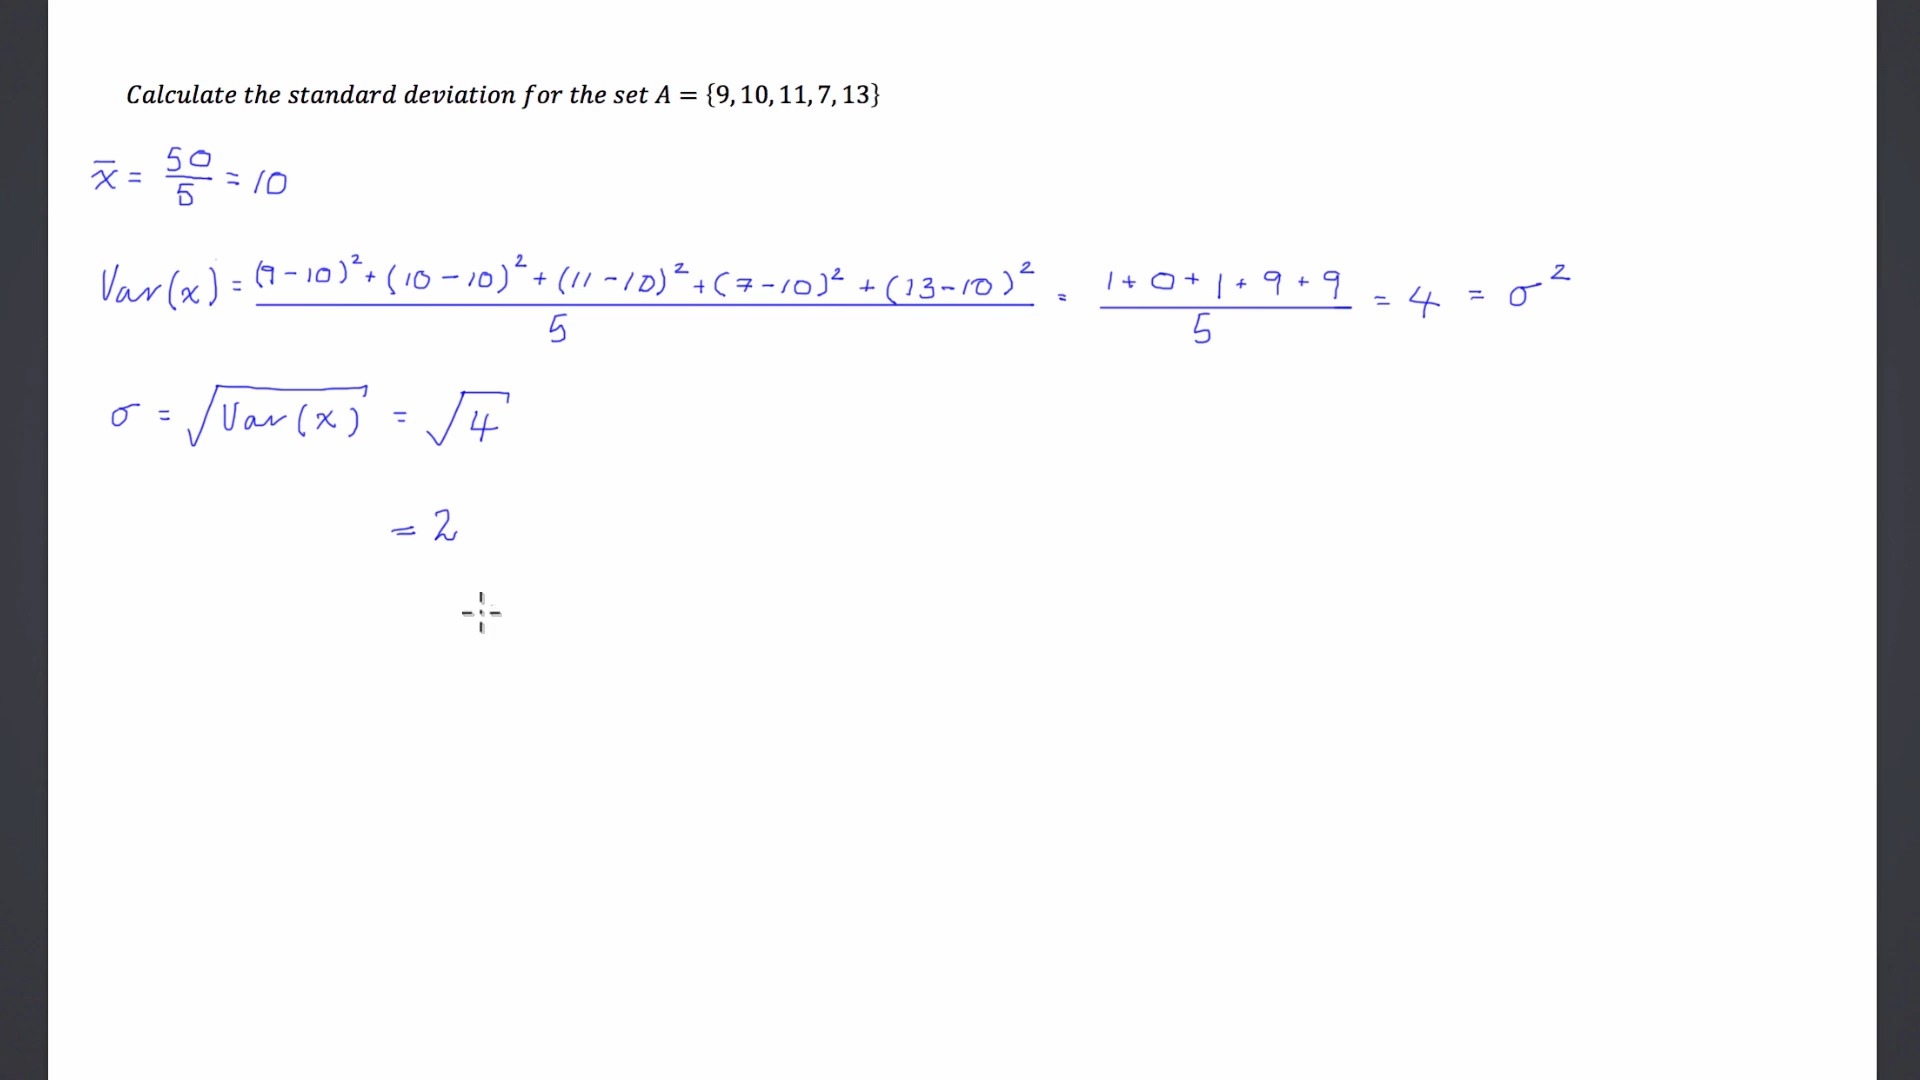 Calculate the standard deviation for the set A = {9, 10, 11, 7, 13}
x̄ = 50/5 = 10
Var(x) = ((9-10)² + (10-10)² + (11-10)² + (7-10)² + (13-10)²)/5 = (1+0+1+9+9)/5 = 4 = σ²
σ = √Var(x) = √4
= 2